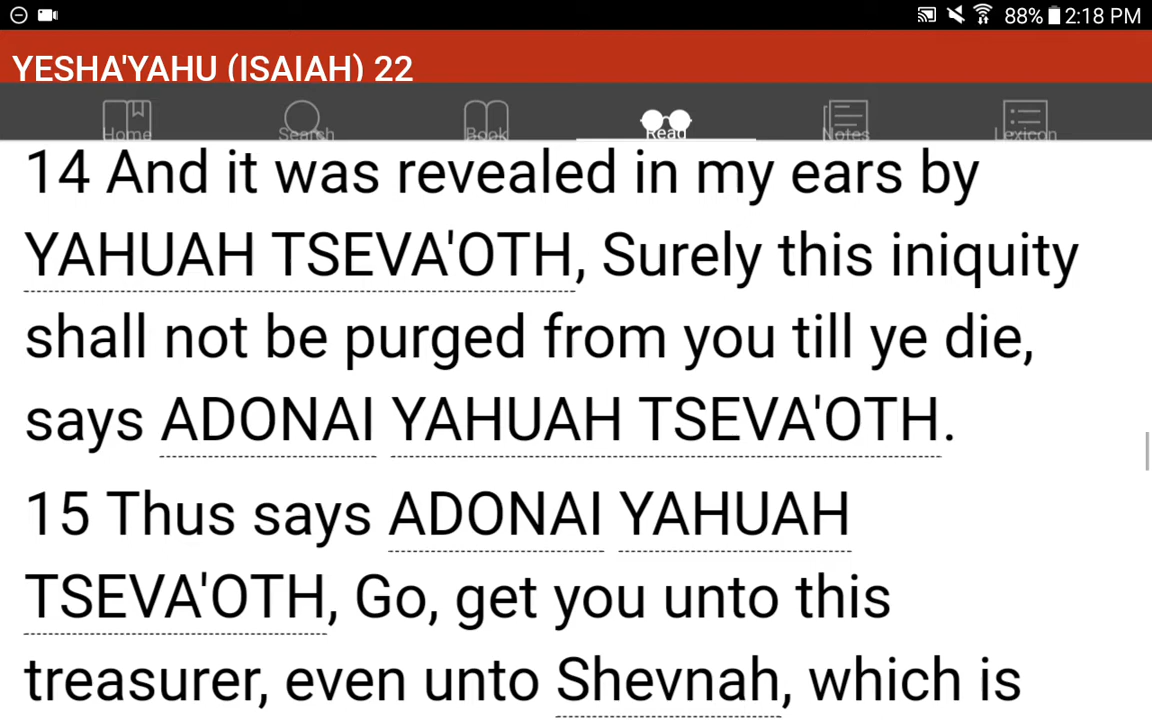 88% 2:18 PM
YESHA'YAHU (ISAIAH) 22
Home Search Book Read Notes Lexicon
14 And it was revealed in my ears by
YAHUAH TSEVA'OTH, Surely this iniquity
shall not be purged from you till ye die,
says ADONAI YAHUAH TSEVA'OTH.
15 Thus says ADONAI YAHUAH
TSEVA'OTH, Go, get you unto this
treasurer, even unto Shevnah, which is